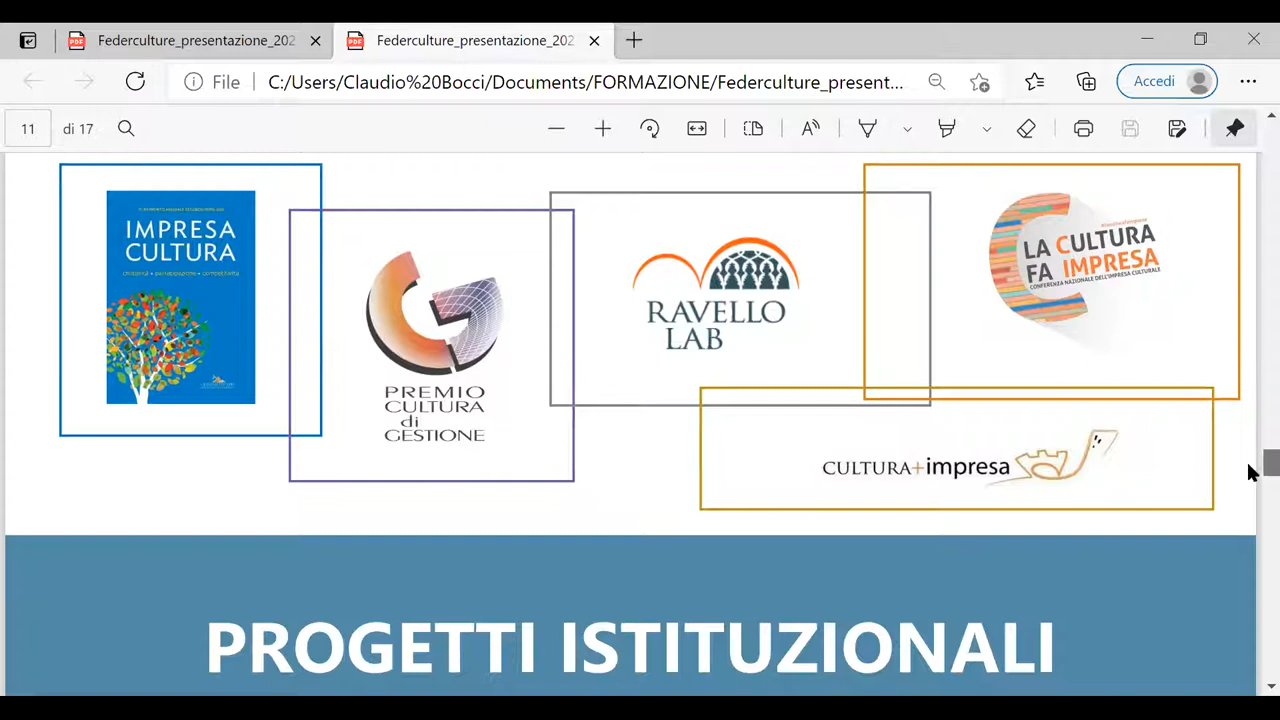 Federculture_presentazione_202
Federculture_presentazione_202
File
C:/Users/Claudio%20Bocci/Documents/FORMAZIONE/Federculture_present...
Accedi
11
di 17
IMPRESA
CULTURA
PREMIO
CULTURA
di
GESTIONE
RAVELLO
LAB
LA CULTURA
FA IMPRESA
CONFERENZA NAZIONALE DELL'IMPRESA CULTURALE
CULTURA+impresa
PROGETTI ISTITUZIONALI